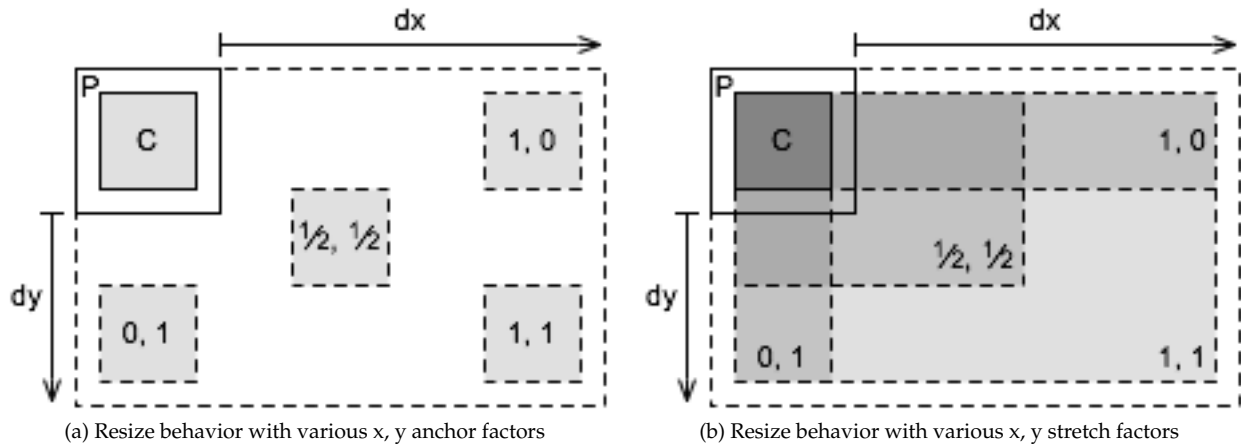 dx
P
C
1, 0
½, ½
dy
0, 1
1, 1
(a) Resize behavior with various x, y anchor factors
dx
P
C
1, 0
½, ½
dy
0, 1
1, 1
(b) Resize behavior with various x, y stretch factors